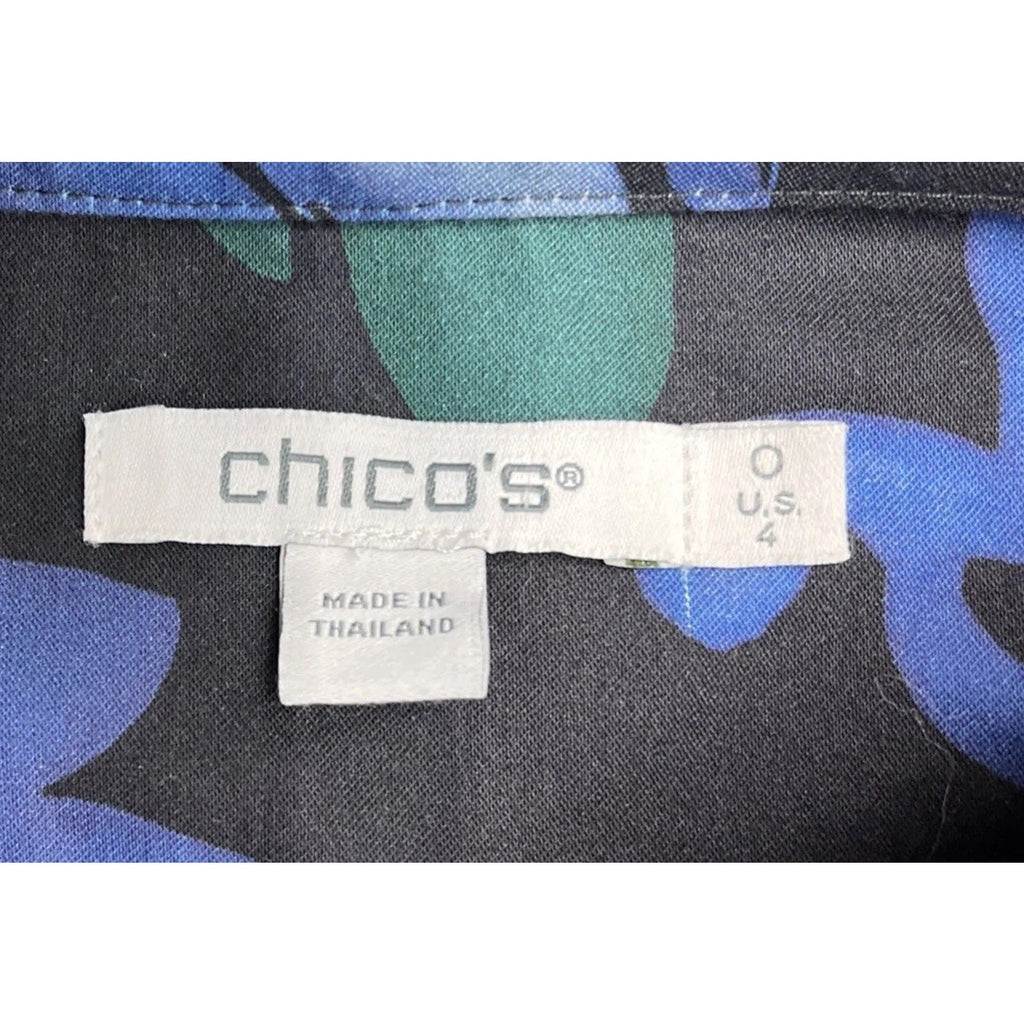 chico's®
0
U.S.
4
MADE IN
THAILAND